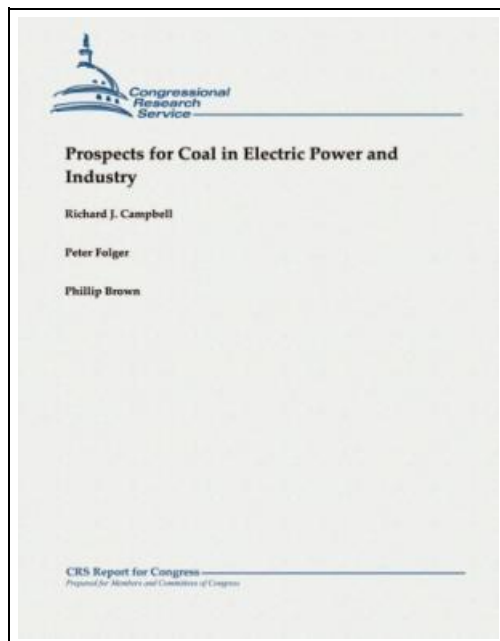 Congressional
Research
Service
Prospects for Coal in Electric Power and
Industry
Richard J. Campbell
Peter Folger
Phillip Brown
CRS Report for Congress
Prepared for Members and Committees of Congress